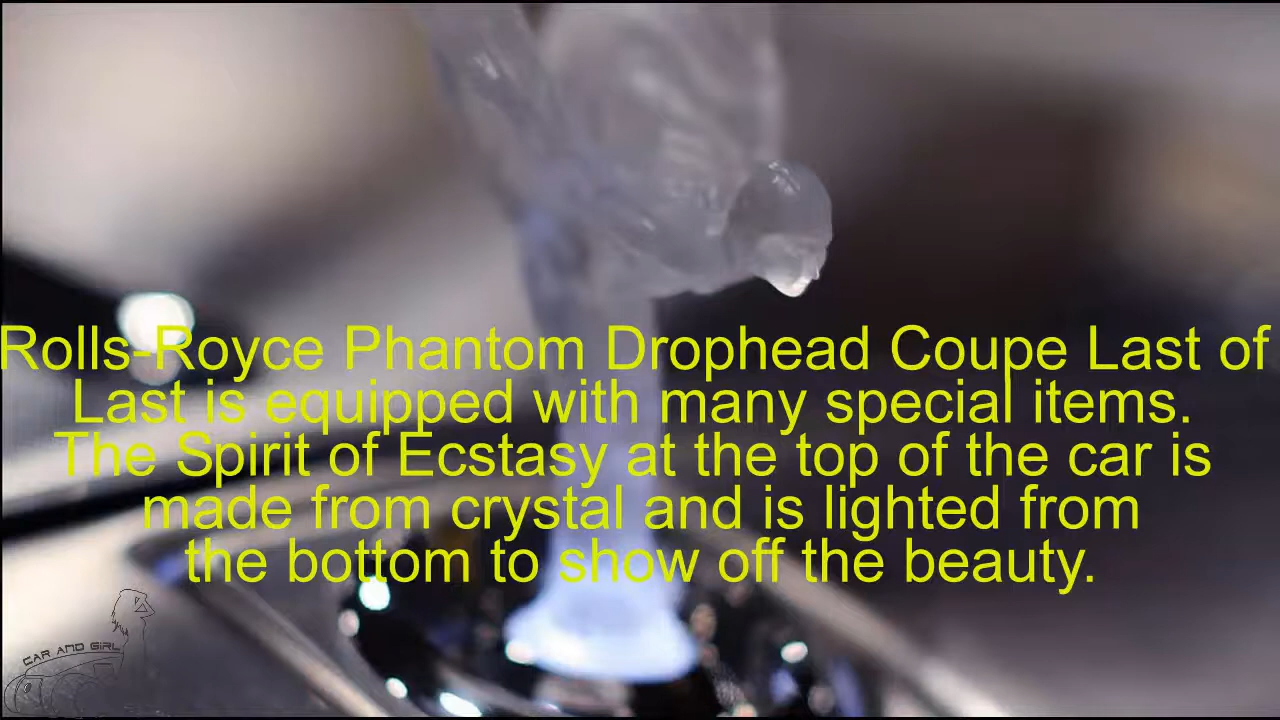 Rolls-Royce Phantom Drophead Coupe Last of
Last is equipped with many special items.
The Spirit of Ecstasy at the top of the car is
made from crystal and is lighted from
the bottom to show off the beauty.
CAR AND GIRL